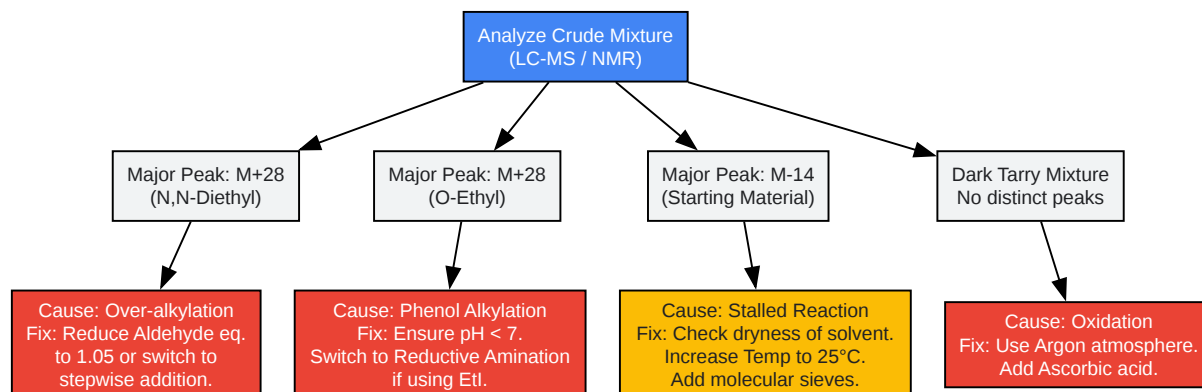 Analyze Crude Mixture
(LC-MS / NMR)
Major Peak: M+28
(N,N-Diethyl)
Major Peak: M+28
(O-Ethyl)
Major Peak: M-14
(Starting Material)
Dark Tarry Mixture
No distinct peaks
Cause: Over-alkylation
Fix: Reduce Aldehyde eq.
to 1.05 or switch to
stepwise addition.
Cause: Phenol Alkylation
Fix: Ensure pH < 7.
Switch to Reductive Amination
if using EtI.
Cause: Stalled Reaction
Fix: Check dryness of solvent.
Increase Temp to 25°C.
Add molecular sieves.
Cause: Oxidation
Fix: Use Argon atmosphere.
Add Ascorbic acid.